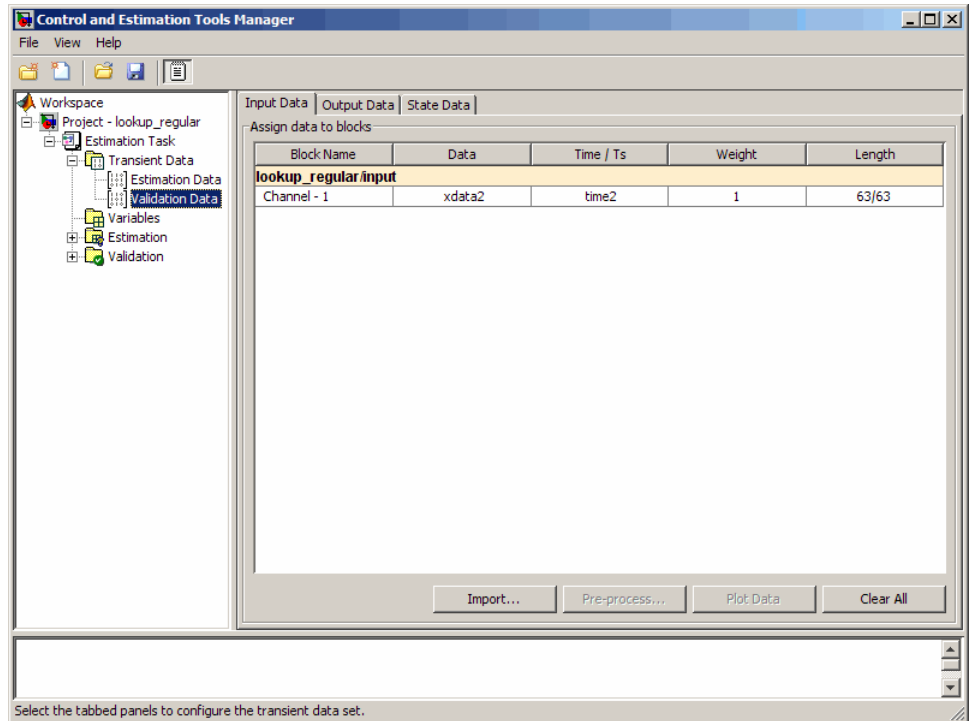 Control and Estimation Tools Manager
File View Help
Workspace
Project - lookup_regular
Estimation Task
Transient Data
Estimation Data
Validation Data
Variables
Estimation
Validation
Input Data Output Data State Data
Assign data to blocks
Block Name Data Time / Ts Weight Length
lookup_regular/input
Channel - 1 xdata2 time2 1 63/63
Import... Pre-process... Plot Data Clear All
Select the tabbed panels to configure the transient data set.